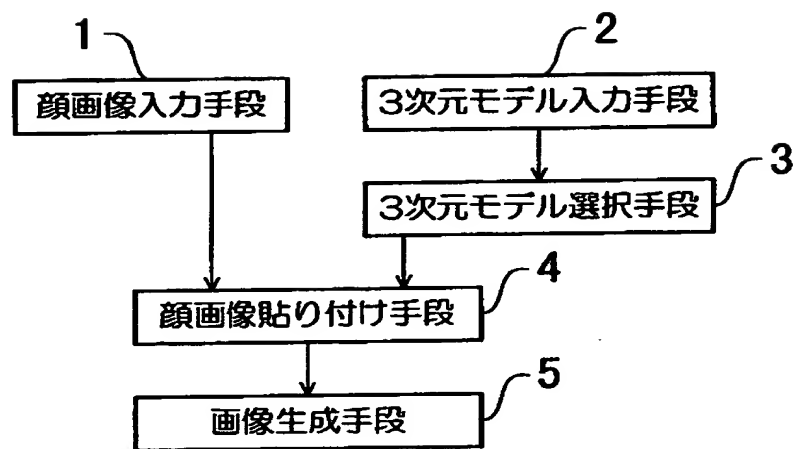 1
顔画像入力手段
2
3次元モデル入力手段
3
3次元モデル選択手段
4
顔画像貼り付け手段
5
画像生成手段